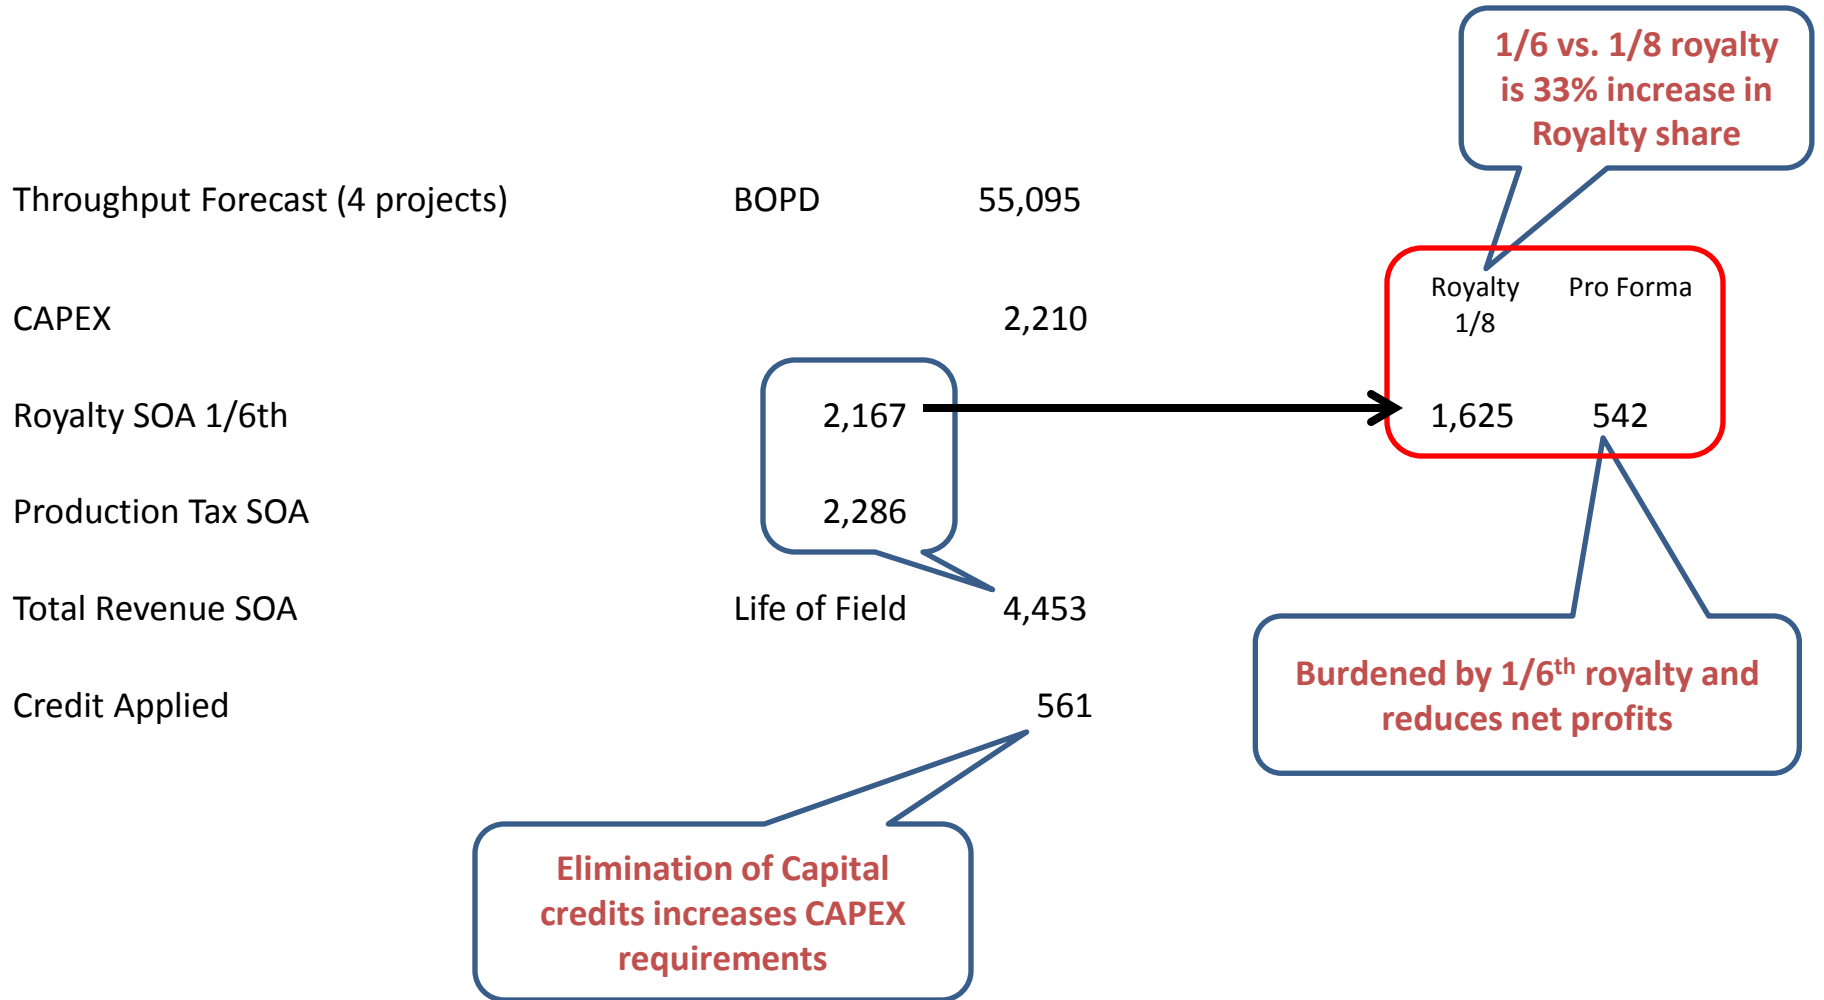 1/6 vs. 1/8 royalty
is 33% increase in
Royalty share
Throughput Forecast (4 projects) BOPD 55,095
Royalty Pro Forma
1/8
CAPEX 2,210
Royalty SOA 1/6th 2,167 1,625 542
Production Tax SOA 2,286
Total Revenue SOA Life of Field 4,453
Burdened by 1/6th royalty and
reduces net profits
Credit Applied 561
Elimination of Capital
credits increases CAPEX
requirements